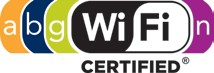 a b g Wi Fi n
CERTIFIED®